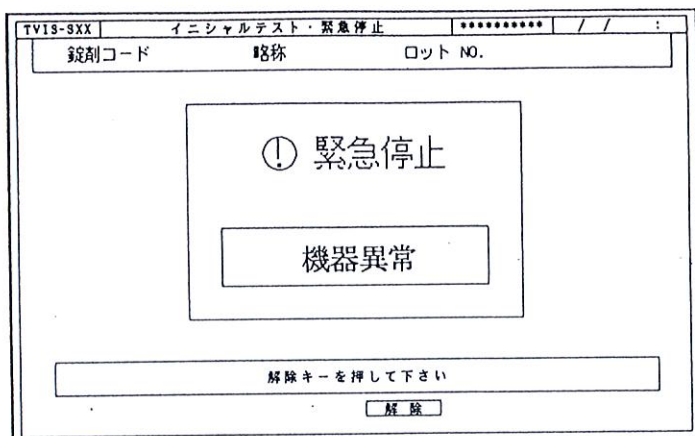 TVIS-SXX イニシャルテスト・緊急停止 ********** / / :
錠剤コード 略称 ロット NO.
! 緊急停止
機器異常
解除キーを押して下さい
解 除